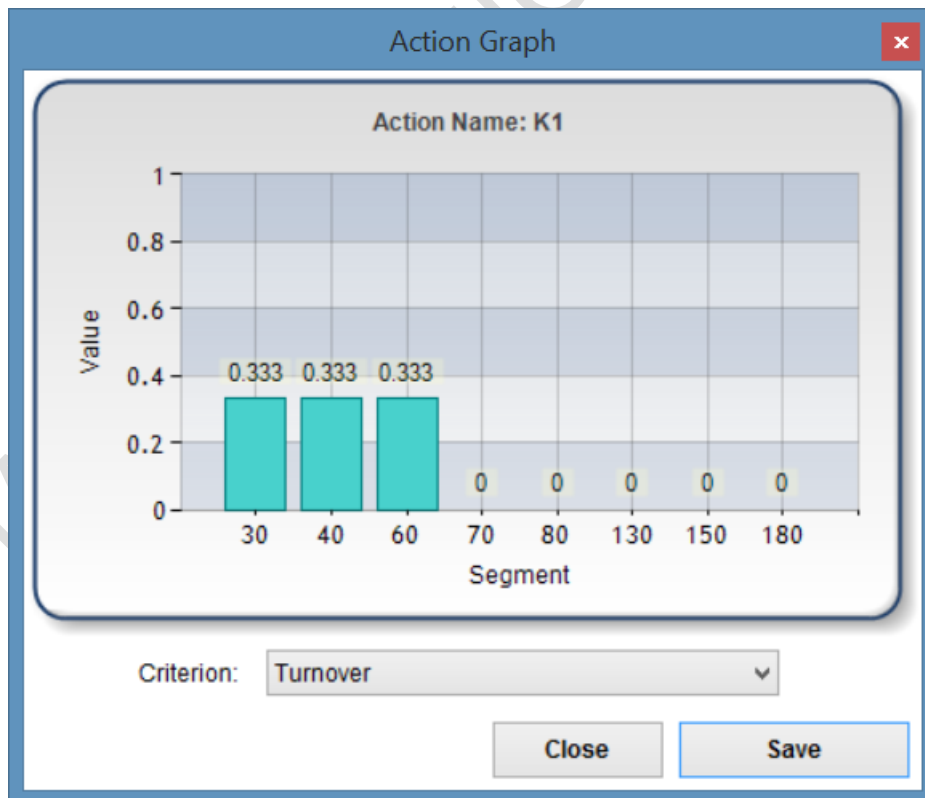 Action Graph
x
Action Name: K1
1
0.8
0.6
0.4
0.2
0
Value
0.333 0.333 0.333 0 0 0 0 0
30 40 60 70 80 130 150 180
Segment
Criterion: Turnover
Close Save